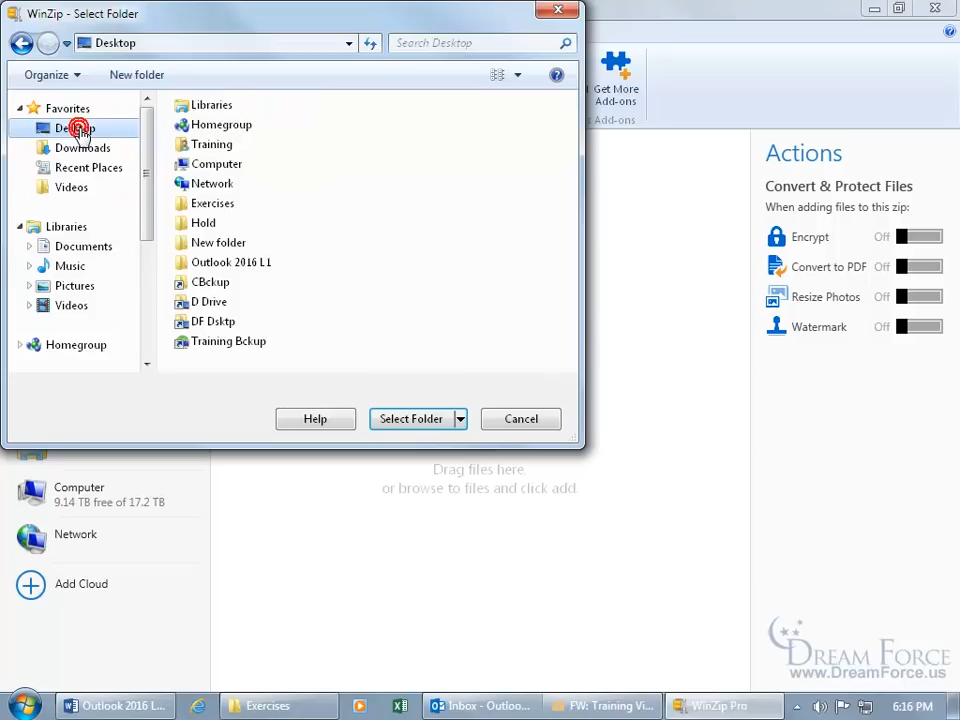 WinZip - Select Folder
Desktop
Search Desktop
Organize
New folder
Favorites
Downloads
Recent Places
Videos
Libraries
Documents
Music
Pictures
Videos
Homegroup
Libraries
Homegroup
Training
Computer
Network
Exercises
Hold
New folder
Outlook 2016 L1
CBckup
D Drive
DF Dsktp
Training Bckup
Help
Select Folder
Cancel
Get More
Add-ons
Add-ons
Actions
Convert & Protect Files
When adding files to this zip:
Encrypt Off
Convert to PDF Off
Resize Photos Off
Watermark Off
Drag files here.
or browse to files and click add.
Computer
9.14 TB free of 17.2 TB
Network
Add Cloud
DREAM FORCE
www.DreamForce.us
Outlook 2016 L...
Exercises
Inbox - Outloo...
FW: Training Vi...
WinZip Pro
6:16 PM